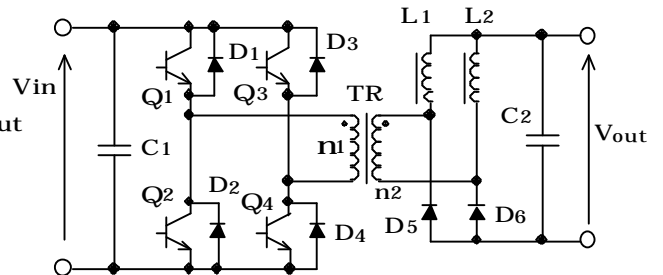 L1 L2
D1 D3
Vin
Q1 Q3 TR
ut
C1 n1 C2 Vout
Q2 D2 Q4 n2
D5 D6
D4